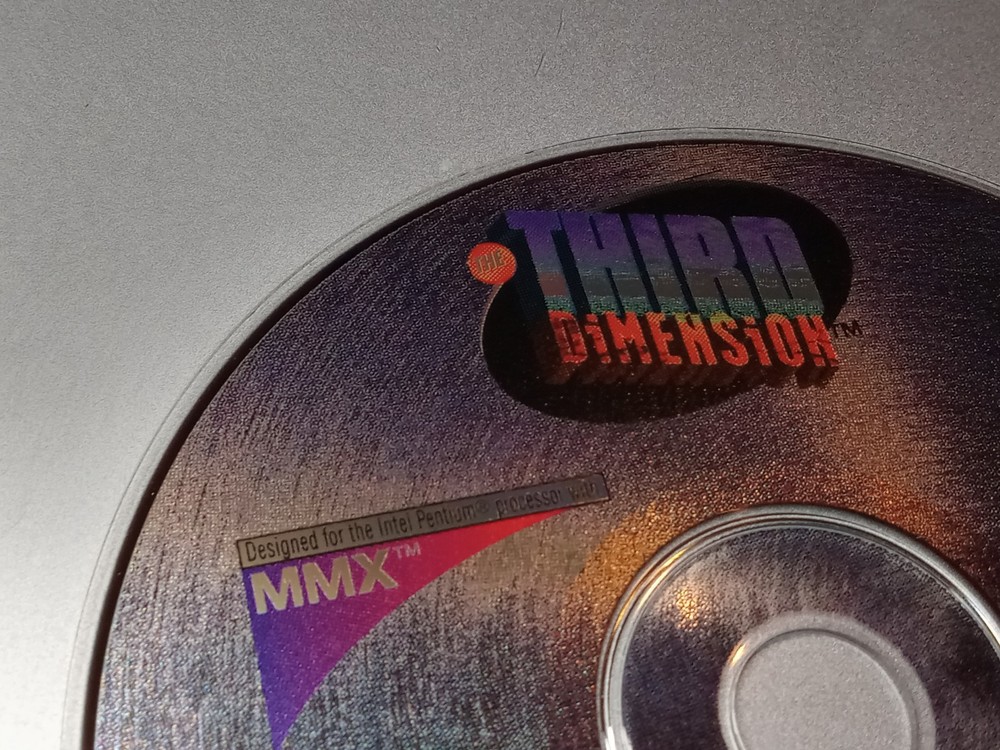 THE
THIRD
DiMENSiON™
Designed for the Intel Pentium® processor with
MMX™